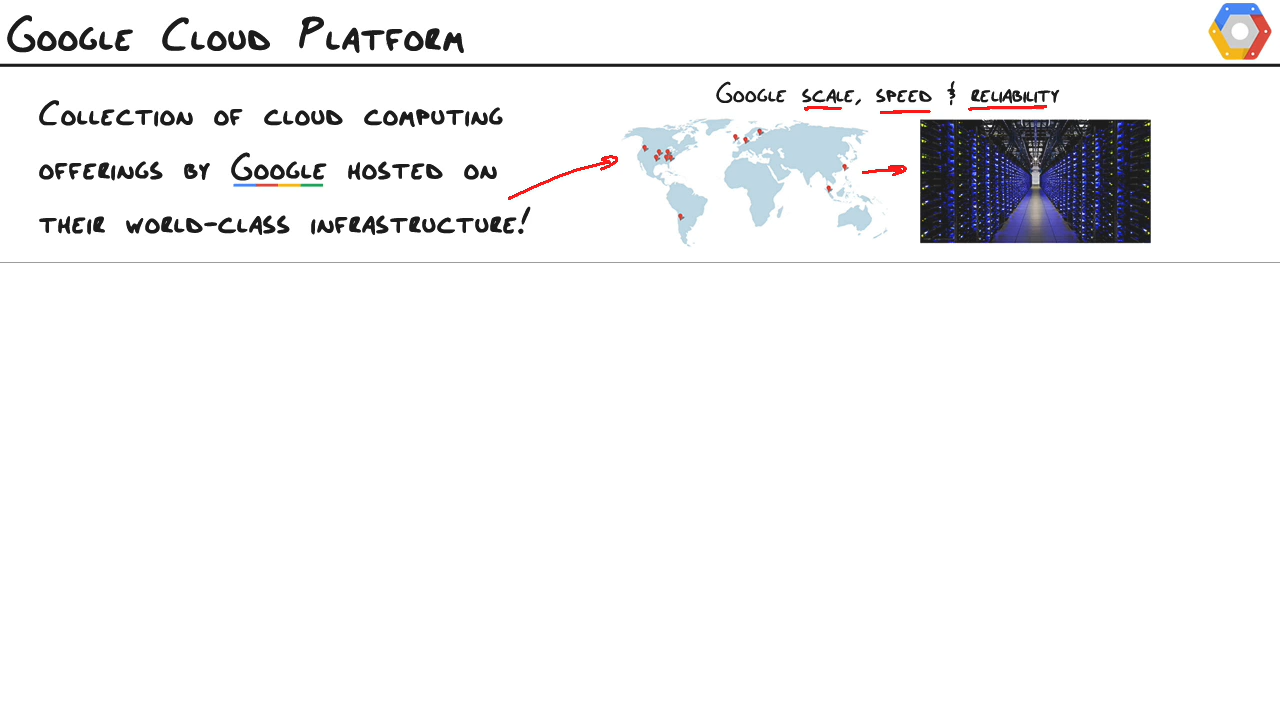 Google Cloud Platform
Collection of cloud computing
offerings by Google hosted on
their world-class infrastructure!
Google scale, speed & reliability